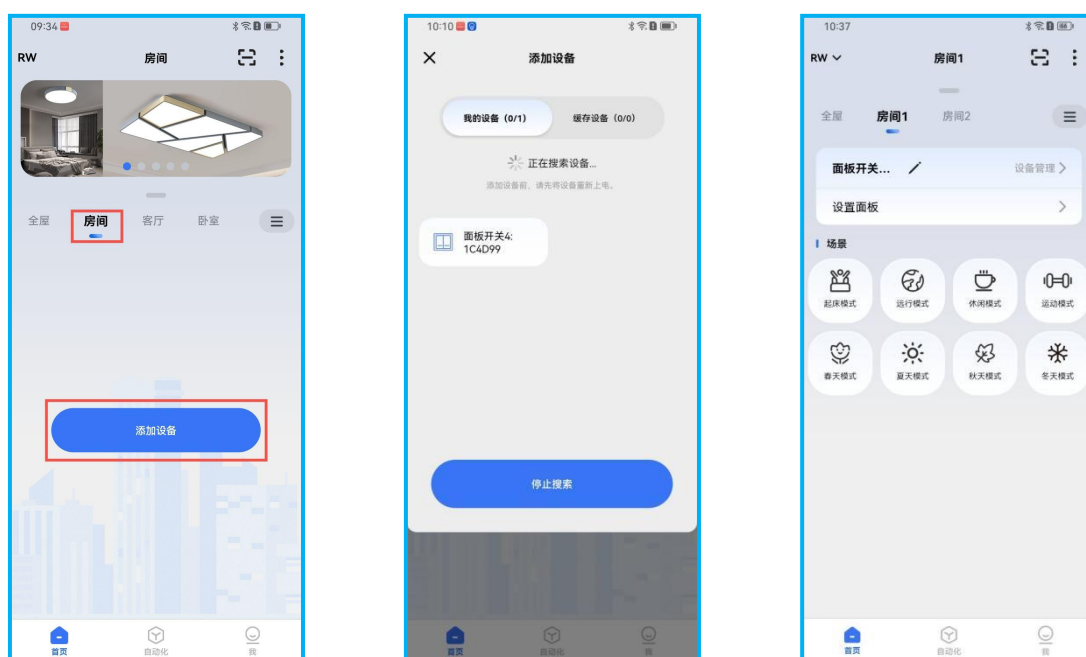 09:34
RW
房间
全屋
房间
客厅
卧室
添加设备
首页
自动化
我
10:10
添加设备
我的设备（0/1）
缓存设备（0/0）
正在搜索设备...
添加设备前，请先将设备重新上电。
面板开关4:
1C4D99
停止搜索
首页
自动化
我
10:37
RW
房间1
全屋
房间1
房间2
面板开关...
设备管理
设置面板
场景
起床模式
远行模式
休闲模式
运动模式
春天模式
夏天模式
秋天模式
冬天模式
首页
自动化
我